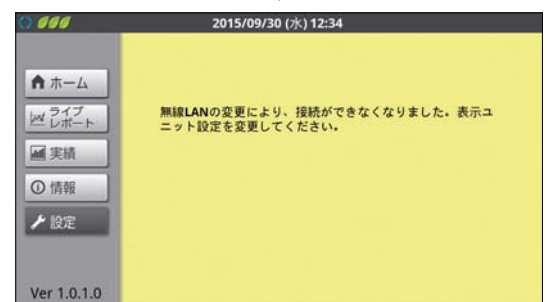 2015/09/30 (水) 12:34
ホーム
ライブ
レポート
実績
情報
設定
無線LANの変更により、接続ができなくなりました。表示ユ
ニット設定を変更してください。
Ver 1.0.1.0